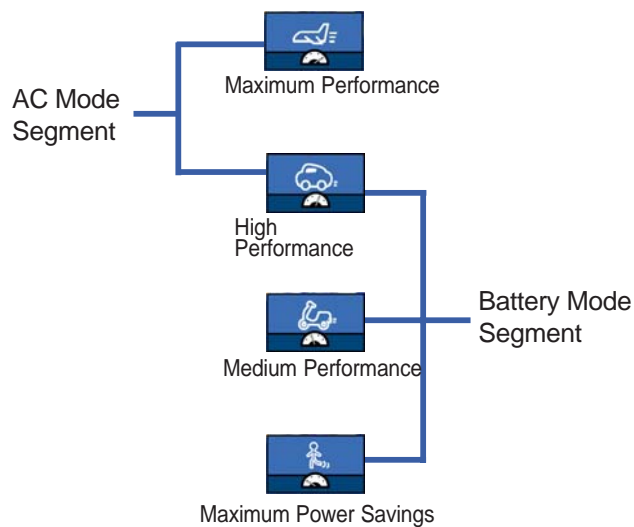 Maximum Performance
AC Mode
Segment
High
Performance
Battery Mode
Segment
Medium Performance
Maximum Power Savings